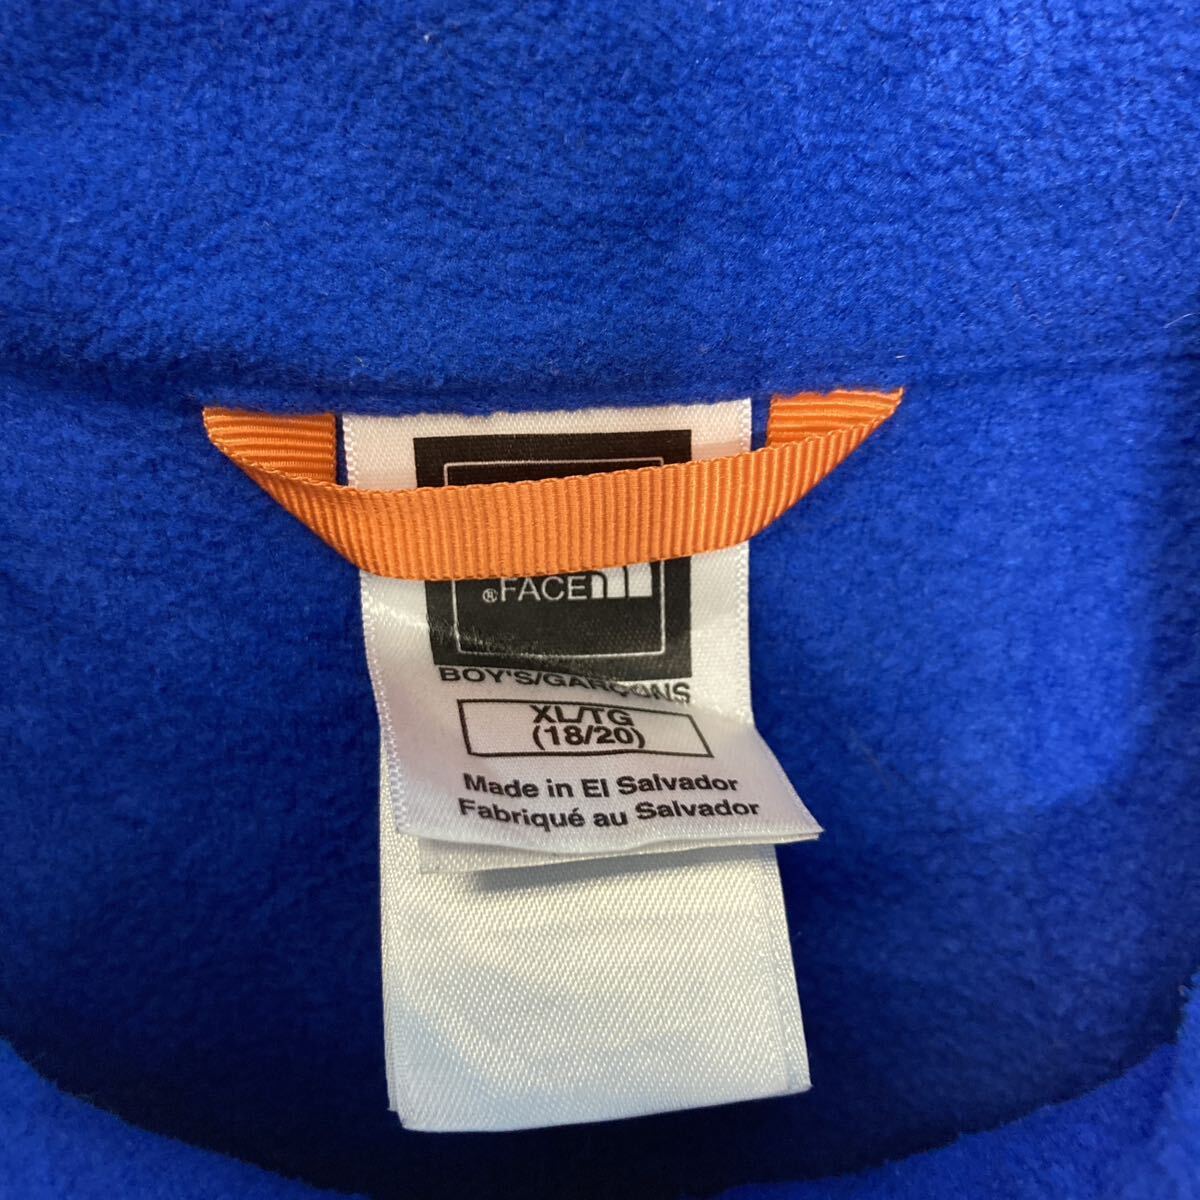 ®FACE
BOY'S/GARÇONS
XL/TG
(18/20)
Made in El Salvador
Fabriqué au Salvador